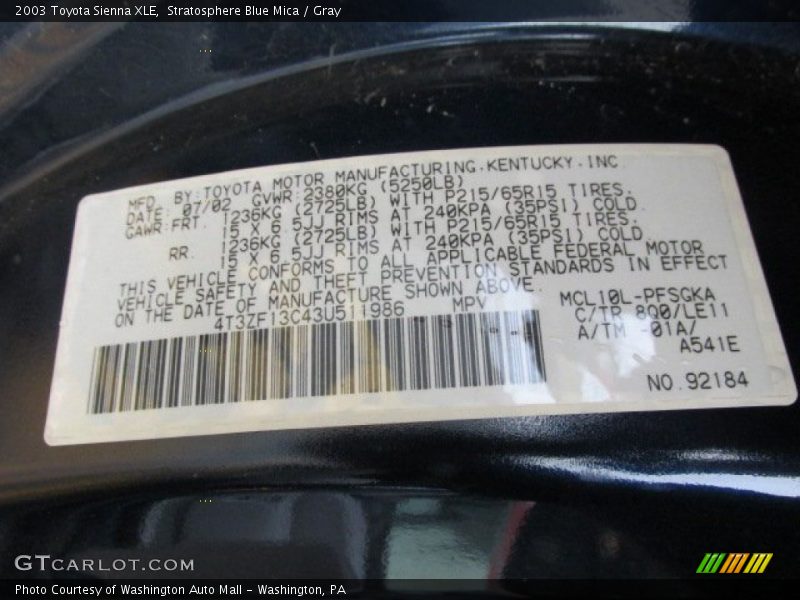 2003 Toyota Sienna XLE,  Stratosphere Blue Mica / Gray
MFD. BY:TOYOTA MOTOR MANUFACTURING.KENTUCKY.INC
DATE: 07/02 GVWR:2380KG (5250LB)
GAWR:FRT. 1236KG (2725LB) WITH P215/65R15 TIRES.
15 X 6.5JJ RIMS AT 240KPA (35PSI) COLD.
RR. 1236KG (2725LB) WITH P215/65R15 TIRES.
15 X 6.5JJ RIMS AT 240KPA (35PSI) COLD
THIS VEHICLE CONFORMS TO ALL APPLICABLE FEDERAL MOTOR
VEHICLE SAFETY AND THEFT PREVENTION STANDARDS IN EFFECT
ON THE DATE OF MANUFACTURE SHOWN ABOVE.
4T3ZF13C43U511986 MPV
MCL10L-PFSGKA
C/TR 8Q0/LE11
A/TM -01A/
A541E
NO.92184
GTCARLOT.COM
Photo Courtesy of Washington Auto Mall - Washington, PA